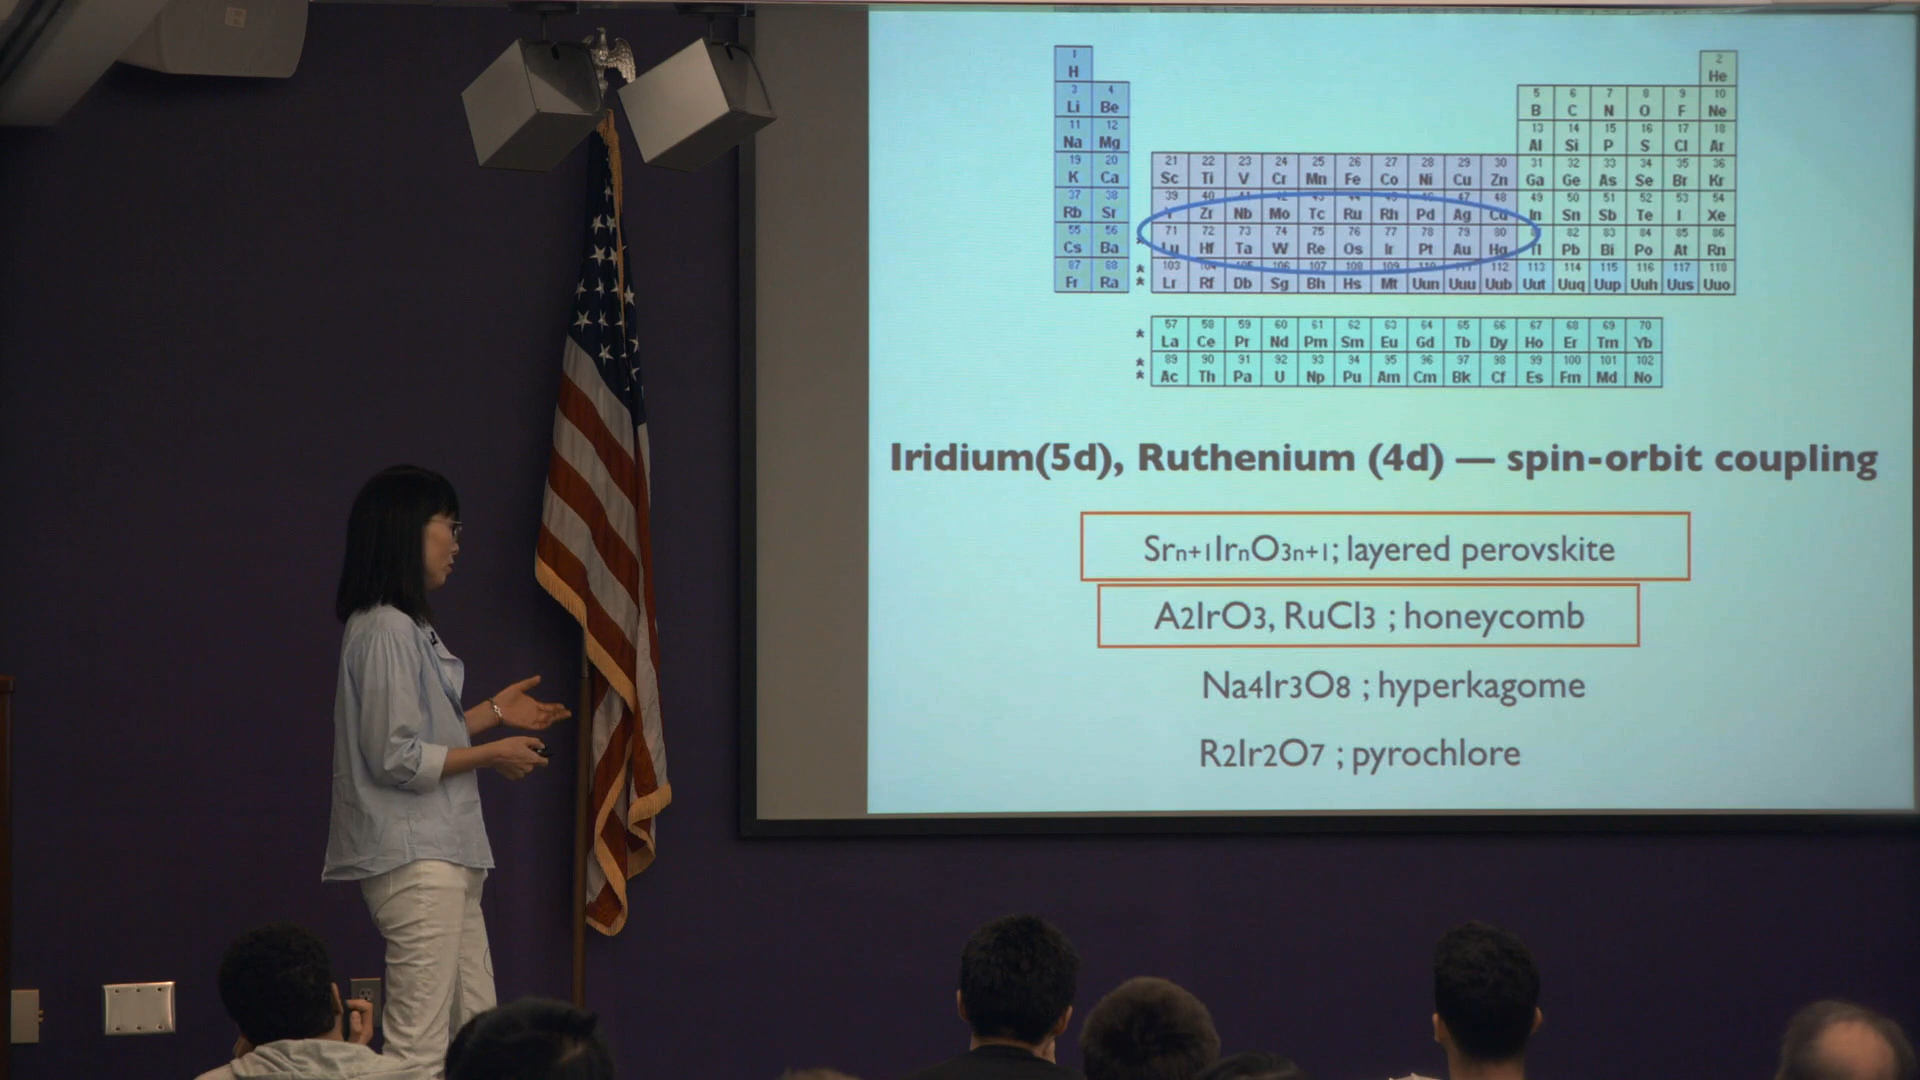 1 2
H He
3 4 5 6 7 8 9 10
Li Be B C N O F Ne
11 12 13 14 15 16 17 18
Na Mg Al Si P S Cl Ar
19 20 21 22 23 24 25 26 27 28 29 30 31 32 33 34 35 36
K Ca Sc Ti V Cr Mn Fe Co Ni Cu Zn Ga Ge As Se Br Kr
37 38 39 40 47 48 49 50 51 52 53 54
Rb Sr Zr Nb Mo Tc Ru Rh Pd Ag Cd In Sn Sb Te I Xe
55 56 71 72 73 74 75 76 77 78 79 80 82 83 84 85 86
Cs Ba * Lu Hf Ta W Re Os Ir Pt Au Hg Tl Pb Bi Po At Rn
87 88 103 104 105 106 107 108 109 110 112 113 114 115 116 117 118
Fr Ra ** Lr Rf Db Sg Bh Hs Mt Uun Uuu Uub Uut Uuq Uup Uuh Uus Uuo
57 58 59 60 61 62 63 64 65 66 67 68 69 70
* La Ce Pr Nd Pm Sm Eu Gd Tb Dy Ho Er Tm Yb
89 90 91 92 93 94 95 96 97 98 99 100 101 102
** Ac Th Pa U Np Pu Am Cm Bk Cf Es Fm Md No
Iridium(5d), Ruthenium (4d) — spin-orbit coupling
Srn+1IrnO3n+1; layered perovskite
A2IrO3, RuCl3 ; honeycomb
Na4Ir3O8 ; hyperkagome
R2Ir2O7 ; pyrochlore